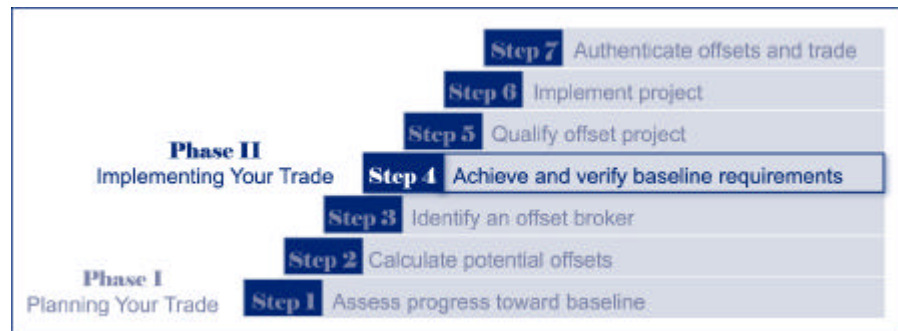 Step 7 Authenticate offsets and trade
Step 6 Implement project
Step 5 Qualify offset project
Phase II
Implementing Your Trade
Step 4 Achieve and verify baseline requirements
Step 3 Identify an offset broker
Step 2 Calculate potential offsets
Phase I
Planning Your Trade
Step 1 Assess progress toward baseline